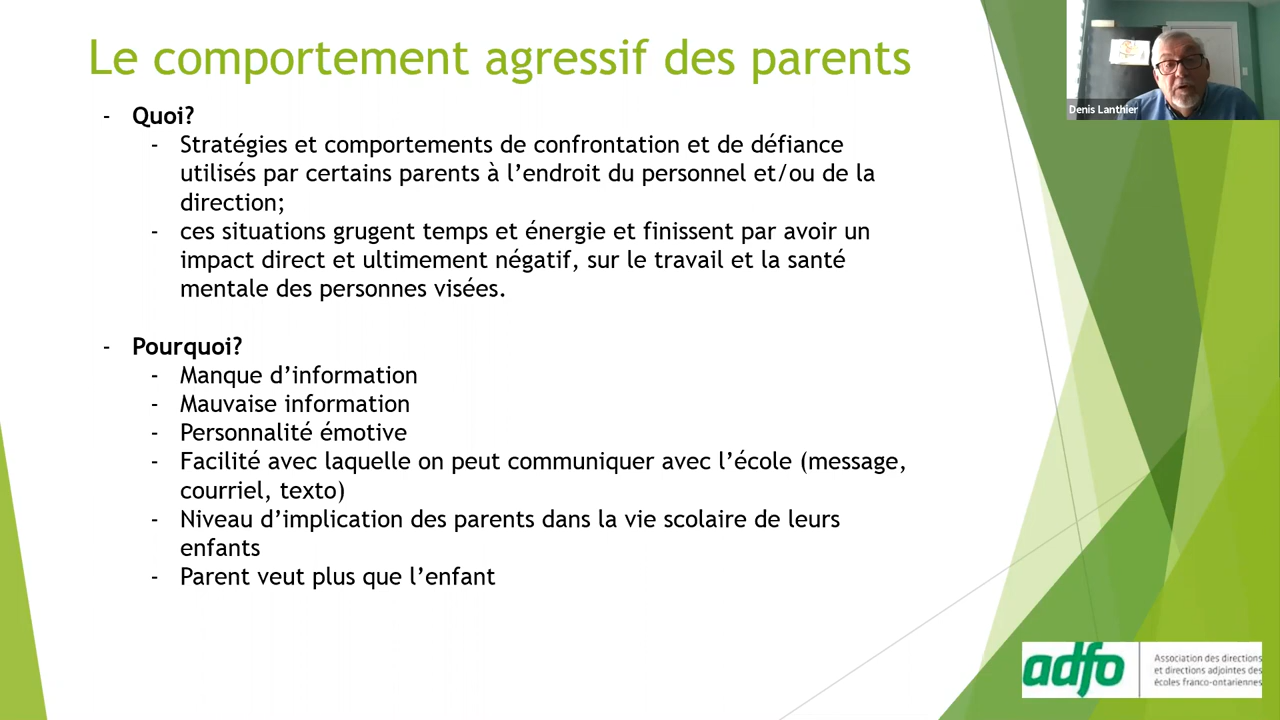 Le comportement agressif des parents
- Quoi?
- Stratégies et comportements de confrontation et de défiance
utilisés par certains parents à l’endroit du personnel et/ou de la
direction;
- ces situations grugent temps et énergie et finissent par avoir un
impact direct et ultimement négatif, sur le travail et la santé
mentale des personnes visées.
- Pourquoi?
- Manque d’information
- Mauvaise information
- Personnalité émotive
- Facilité avec laquelle on peut communiquer avec l’école (message,
courriel, texto)
- Niveau d’implication des parents dans la vie scolaire de leurs
enfants
- Parent veut plus que l’enfant
Denis Lanthier
adfo
Association des directions
et directions adjointes des
écoles franco-ontariennes